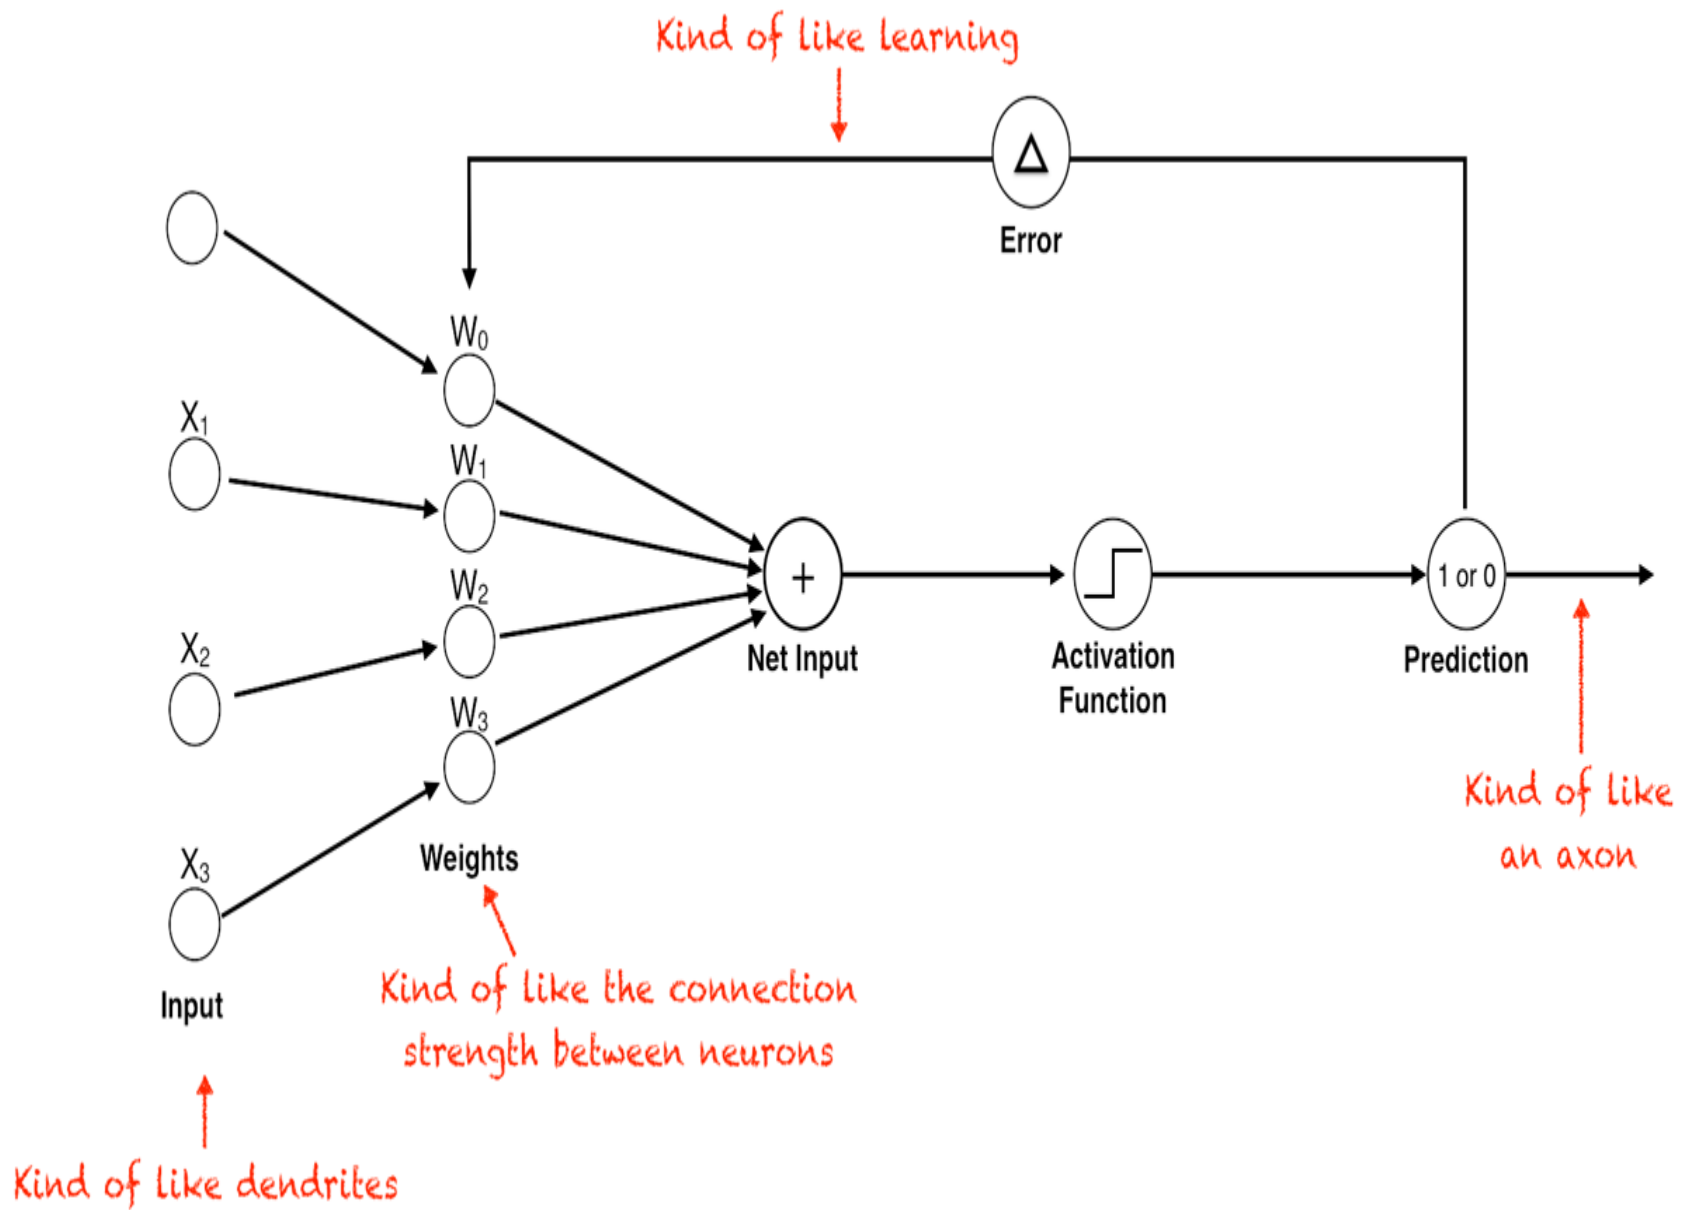 Kind of like learning
Δ
Error
W₀
X₁
W₁
W₂
X₂
W₃
X₃
+
Net Input
Activation
Function
1 or 0
Prediction
Kind of like
an axon
Weights
Kind of like the connection
strength between neurons
Input
Kind of like dendrites